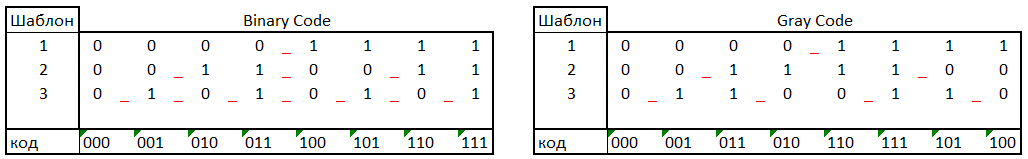 Шаблон Binary Code
1 0 0 0 0 _ 1 1 1 1
2 0 0 _ 1 1 _ 0 0 _ 1 1
3 0 _ 1 _ 0 _ 1 _ 0 _ 1 _ 0 _ 1
код 000 001 010 011 100 101 110 111
Шаблон Gray Code
1 0 0 0 0 _ 1 1 1 1
2 0 0 _ 1 1 1 1 _ 0 0
3 0 _ 1 1 _ 0 0 _ 1 1 _ 0
код 000 001 011 010 110 111 101 100